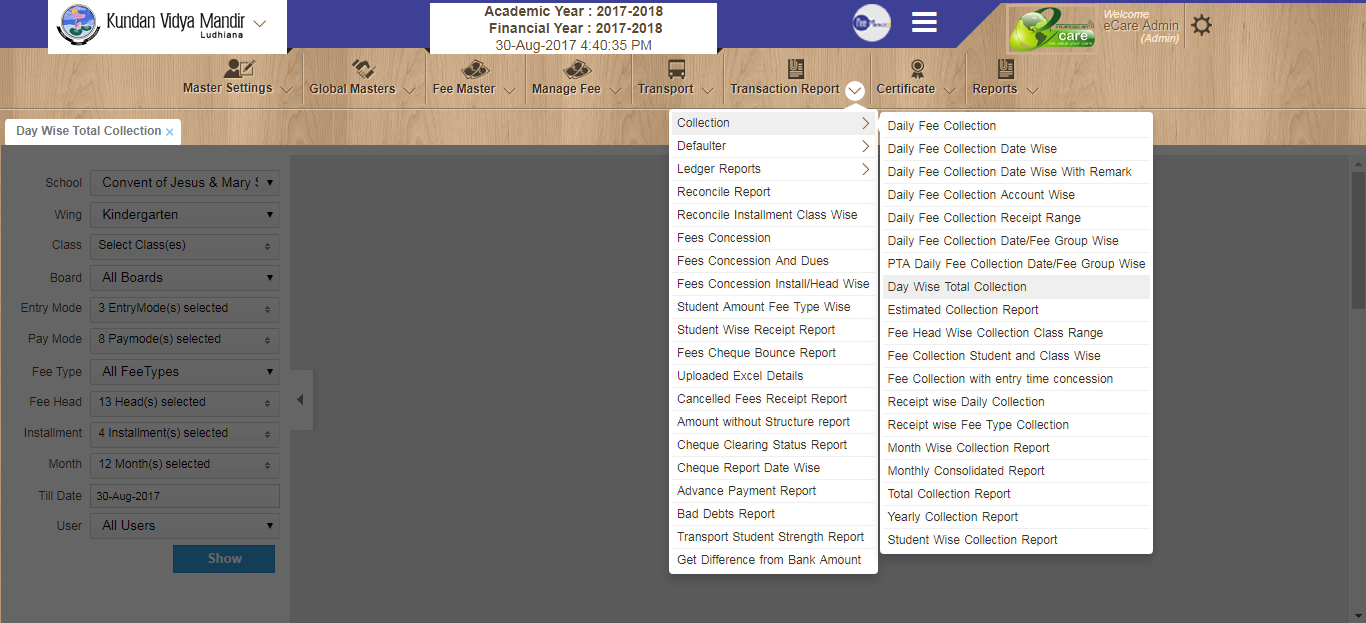 Kundan Vidya Mandir
Ludhiana
Academic Year : 2017-2018
Financial Year : 2017-2018
30-Aug-2017 4:40:35 PM
care
Welcome
eCare Admin
(Admin)
Master Settings
Global Masters
Fee Master
Manage Fee
Transport
Transaction Report
Certificate
Reports
Day Wise Total Collection ×
School Convent of Jesus & Mary S
Wing Kindergarten
Class Select Class(es)
Board All Boards
Entry Mode 3 EntryMode(s) selected
Pay Mode 8 Paymode(s) selected
Fee Type All FeeTypes
Fee Head 13 Head(s) selected
Installment 4 Installment(s) selected
Month 12 Month(s) selected
Till Date 30-Aug-2017
User All Users
Show
Collection
Defaulter
Ledger Reports
Reconcile Report
Reconcile Installment Class Wise
Fees Concession
Fees Concession And Dues
Fees Concession Install/Head Wise
Student Amount Fee Type Wise
Student Wise Receipt Report
Fees Cheque Bounce Report
Uploaded Excel Details
Cancelled Fees Receipt Report
Amount without Structure report
Cheque Clearing Status Report
Cheque Report Date Wise
Advance Payment Report
Bad Debts Report
Transport Student Strength Report
Get Difference from Bank Amount
Daily Fee Collection
Daily Fee Collection Date Wise
Daily Fee Collection Date Wise With Remark
Daily Fee Collection Account Wise
Daily Fee Collection Receipt Range
Daily Fee Collection Date/Fee Group Wise
PTA Daily Fee Collection Date/Fee Group Wise
Day Wise Total Collection
Estimated Collection Report
Fee Head Wise Collection Class Range
Fee Collection Student and Class Wise
Fee Collection with entry time concession
Receipt wise Daily Collection
Receipt wise Fee Type Collection
Month Wise Collection Report
Monthly Consolidated Report
Total Collection Report
Yearly Collection Report
Student Wise Collection Report